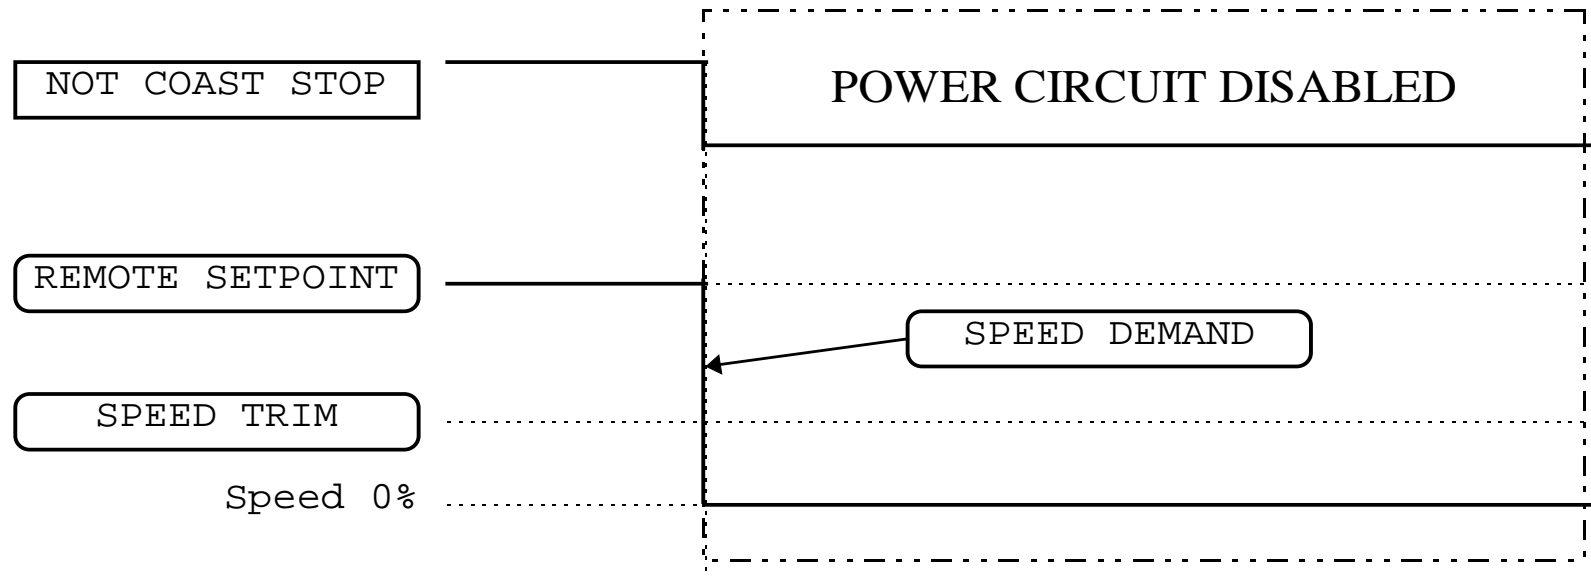 NOT COAST STOP
POWER CIRCUIT DISABLED
REMOTE SETPOINT
SPEED DEMAND
SPEED TRIM
Speed 0%